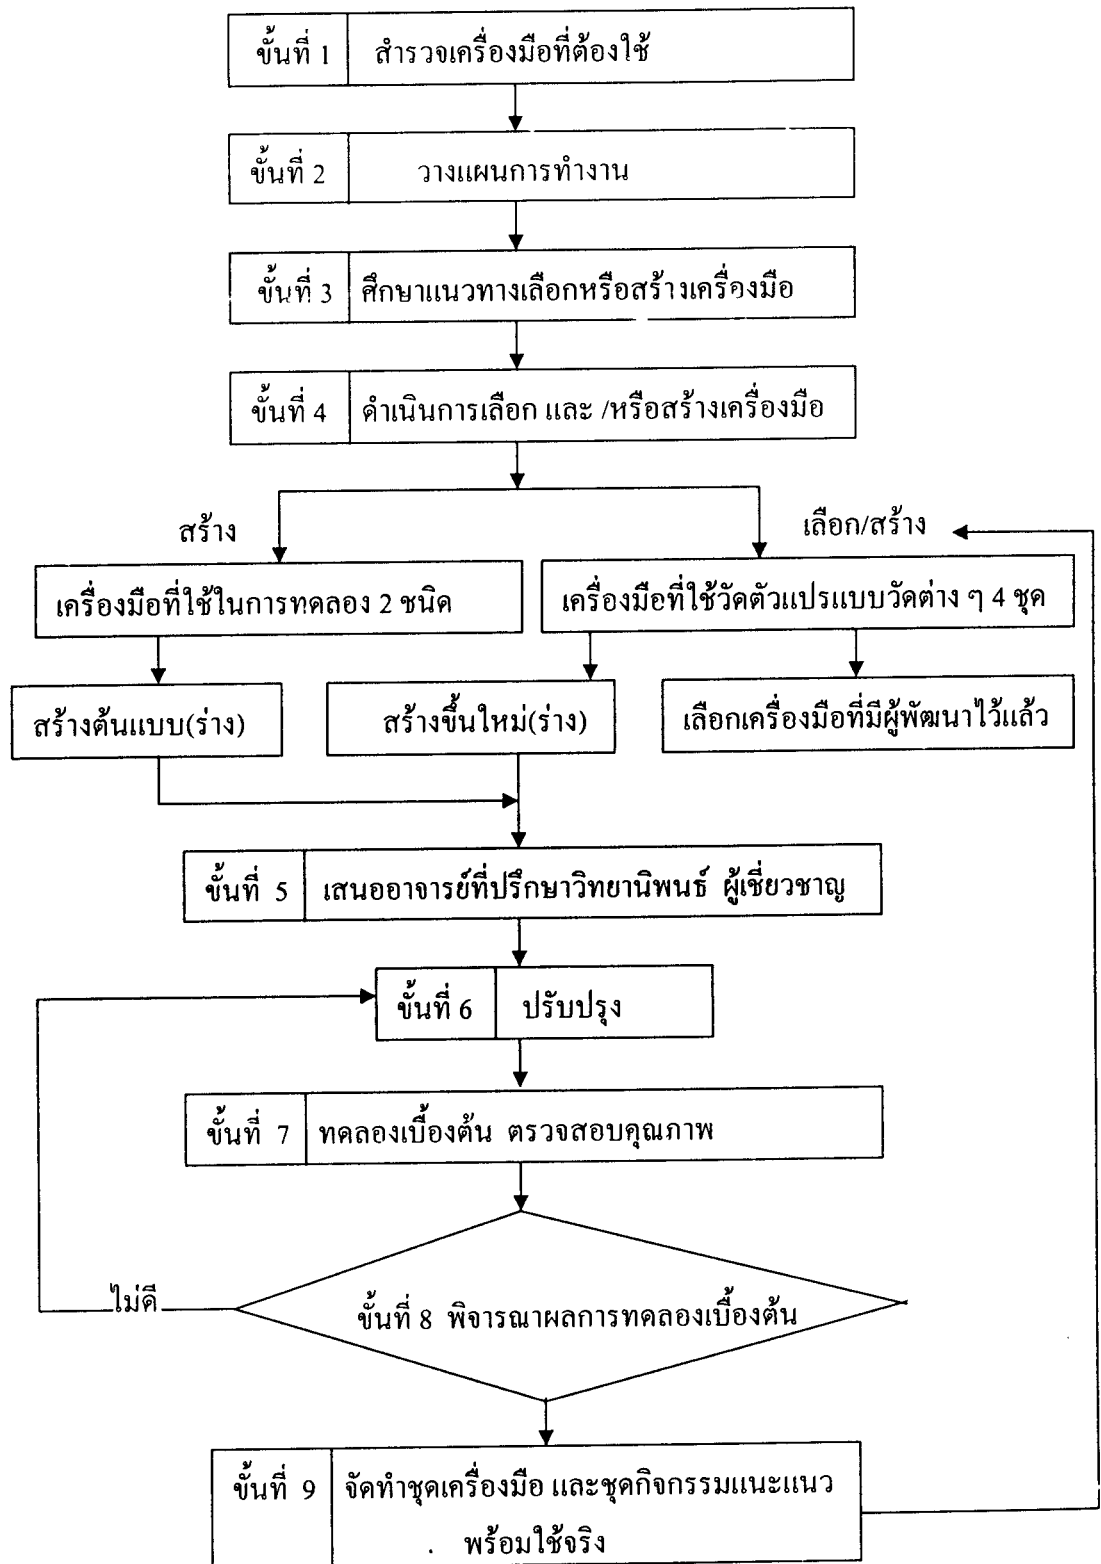 ขั้นที่ 1 สำรวจเครื่องมือที่ต้องใช้
ขั้นที่ 2 วางแผนการทำงาน
ขั้นที่ 3 ศึกษาแนวทางเลือกหรือสร้างเครื่องมือ
ขั้นที่ 4 ดำเนินการเลือก และ /หรือสร้างเครื่องมือ
สร้าง
เลือก/สร้าง
เครื่องมือที่ใช้ในการทดลอง 2 ชนิด
เครื่องมือที่ใช้วัดตัวแปรแบบวัดต่าง ๆ 4 ชุด
สร้างต้นแบบ(ร่าง)
สร้างขึ้นใหม่(ร่าง)
เลือกเครื่องมือที่มีผู้พัฒนาไว้แล้ว
ขั้นที่ 5 เสนออาจารย์ที่ปรึกษาวิทยานิพนธ์ ผู้เชี่ยวชาญ
ขั้นที่ 6 ปรับปรุง
ขั้นที่ 7 ทดลองเบื้องต้น ตรวจสอบคุณภาพ
ไม่ดี
ขั้นที่ 8 พิจารณาผลการทดลองเบื้องต้น
ขั้นที่ 9 จัดทำชุดเครื่องมือ และชุดกิจกรรมแนะแนว
พร้อมใช้จริง